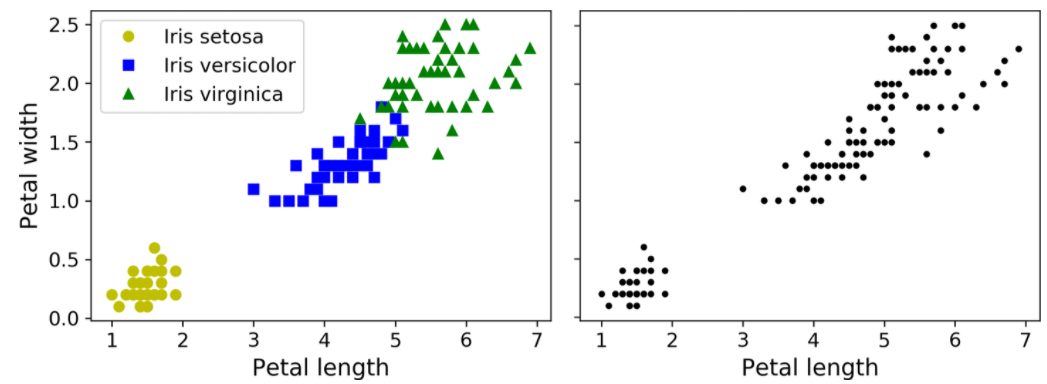 2.5
2.0
1.5
1.0
0.5
0.0
Petal width
Iris setosa
Iris versicolor
Iris virginica
1 2 3 4 5 6 7
Petal length
1 2 3 4 5 6 7
Petal length